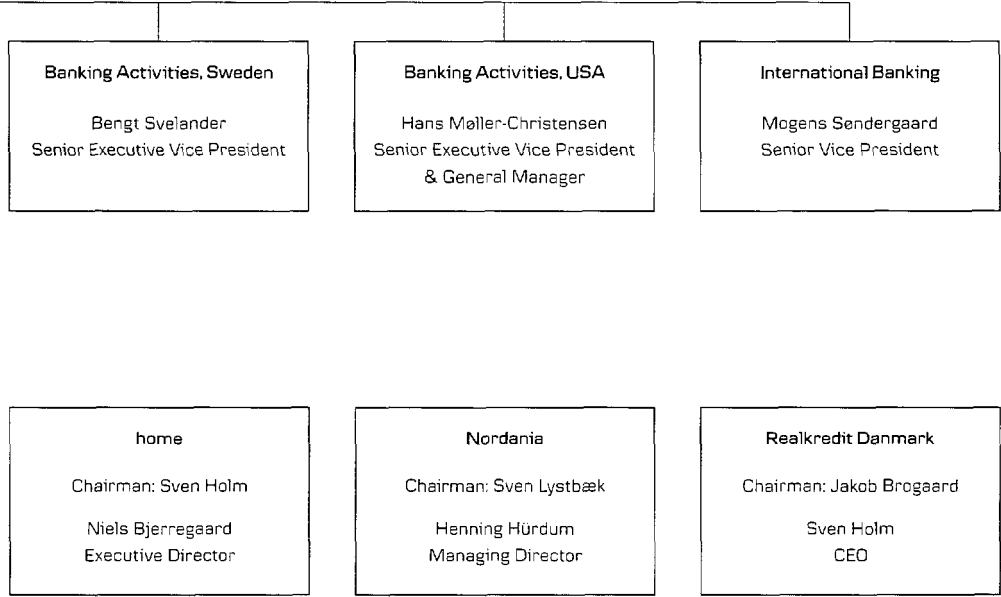 Banking Activities, Sweden
Bengt Svelander
Senior Executive Vice President
Banking Activities, USA
Hans Møller-Christensen
Senior Executive Vice President
& General Manager
International Banking
Mogens Søndergaard
Senior Vice President
home
Chairman: Sven Holm
Niels Bjerregaard
Executive Director
Nordania
Chairman: Sven Lystbæk
Henning Hürdum
Managing Director
Realkredit Danmark
Chairman: Jakob Brogaard
Sven Holm
CEO